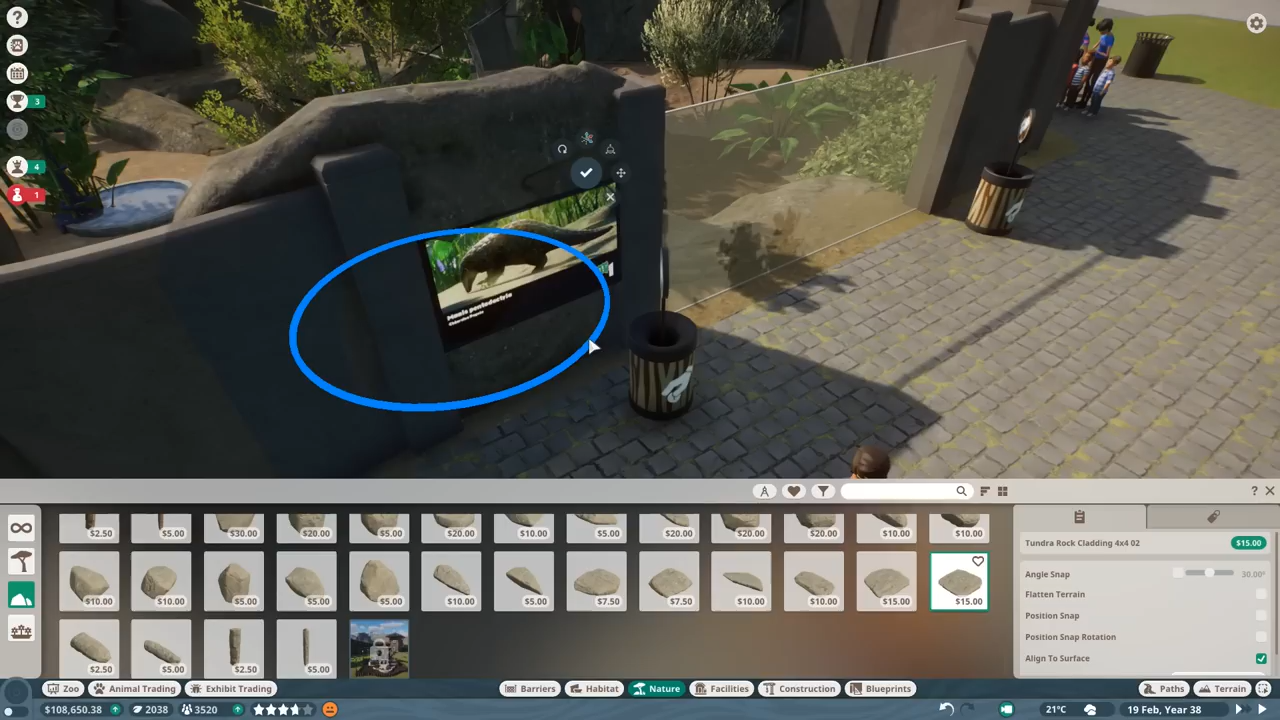 3
4
1
Manis pentadactyla
Chinese Pangolin
$2.50
$5.00
$30.00
$20.00
$5.00
$20.00
$10.00
$5.00
$20.00
$20.00
$20.00
$10.00
$10.00
$10.00
$10.00
$5.00
$5.00
$5.00
$10.00
$5.00
$7.50
$7.50
$10.00
$10.00
$15.00
$15.00
$2.50
$5.00
$2.50
$5.00
?
Tundra Rock Cladding 4x4 02
$15.00
Angle Snap
30.00°
Flatten Terrain
Position Snap
Position Snap Rotation
Align To Surface
Zoo
Animal Trading
Exhibit Trading
Barriers
Habitat
Nature
Facilities
Construction
Blueprints
Paths
Terrain
$108,650.38
2038
3520
21°C
19 Feb, Year 38